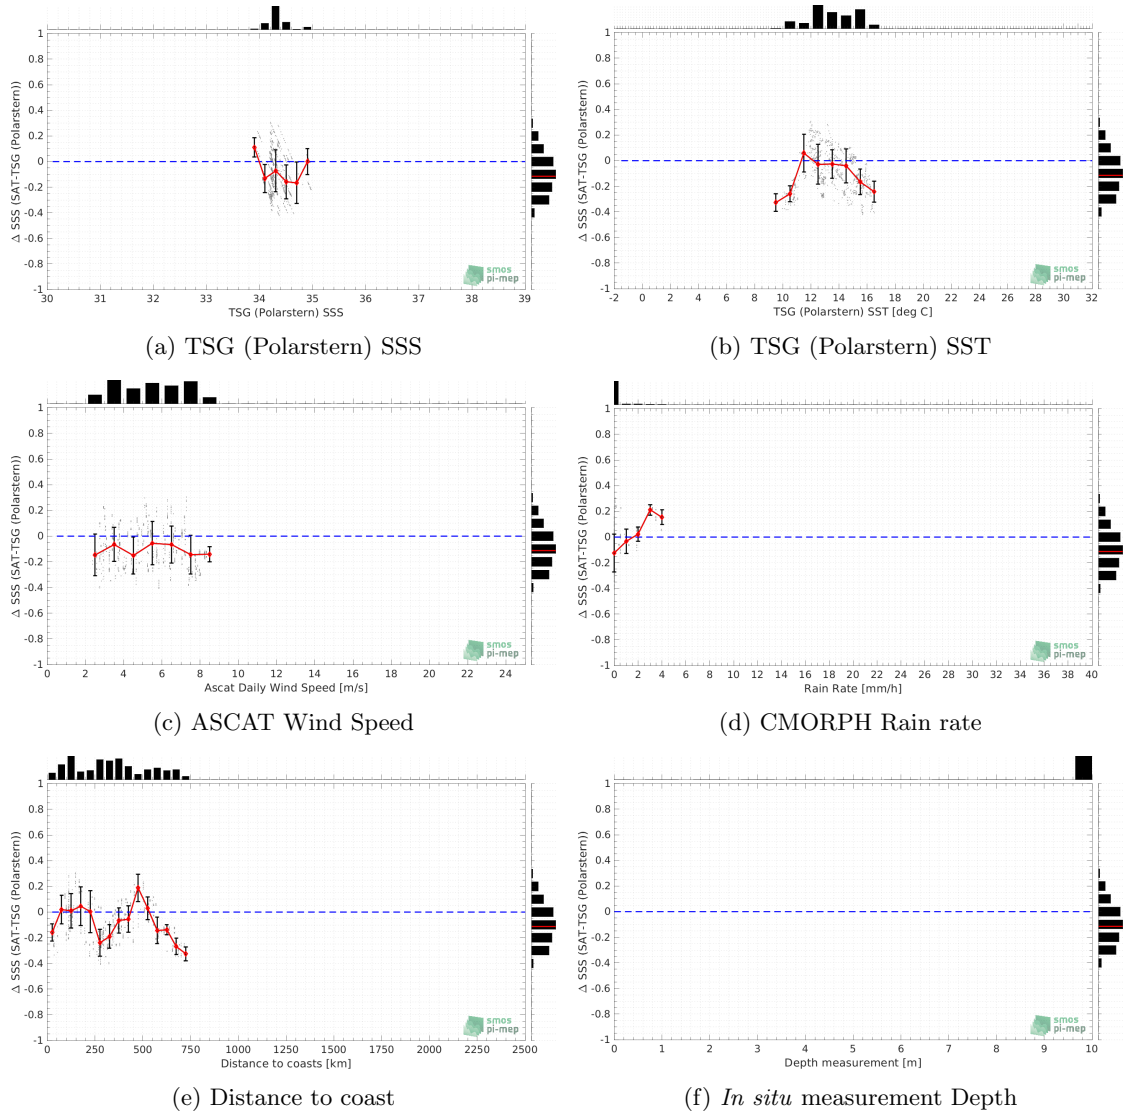 1
0.8
0.6
0.4
0.2
0
-0.2
-0.4
-0.6
-0.8
-1
Δ SSS (SAT-TSG (Polarstern))
30 31 32 33 34 35 36 37 38 39
TSG (Polarstern) SSS
smos
pi-mep
(a) TSG (Polarstern) SSS
1
0.8
0.6
0.4
0.2
0
-0.2
-0.4
-0.6
-0.8
-1
Δ SSS (SAT-TSG (Polarstern))
-2 0 2 4 6 8 10 12 14 16 18 20 22 24 26 28 30 32
TSG (Polarstern) SST [deg C]
smos
pi-mep
(b) TSG (Polarstern) SST
1
0.8
0.6
0.4
0.2
0
-0.2
-0.4
-0.6
-0.8
-1
Δ SSS (SAT-TSG (Polarstern))
0 2 4 6 8 10 12 14 16 18 20 22 24
Ascat Daily Wind Speed [m/s]
smos
pi-mep
(c) ASCAT Wind Speed
1
0.8
0.6
0.4
0.2
0
-0.2
-0.4
-0.6
-0.8
-1
Δ SSS (SAT-TSG (Polarstern))
0 2 4 6 8 10 12 14 16 18 20 22 24 26 28 30 32 34 36 38 40
Rain Rate [mm/h]
smos
pi-mep
(d) CMORPH Rain rate
1
0.8
0.6
0.4
0.2
0
-0.2
-0.4
-0.6
-0.8
-1
Δ SSS (SAT-TSG (Polarstern))
0 250 500 750 1000 1250 1500 1750 2000 2250 2500
Distance to coasts [km]
smos
pi-mep
(e) Distance to coast
1
0.8
0.6
0.4
0.2
0
-0.2
-0.4
-0.6
-0.8
-1
Δ SSS (SAT-TSG (Polarstern))
0 1 2 3 4 5 6 7 8 9 10
Depth measurement [m]
smos
pi-mep
(f) In situ measurement Depth